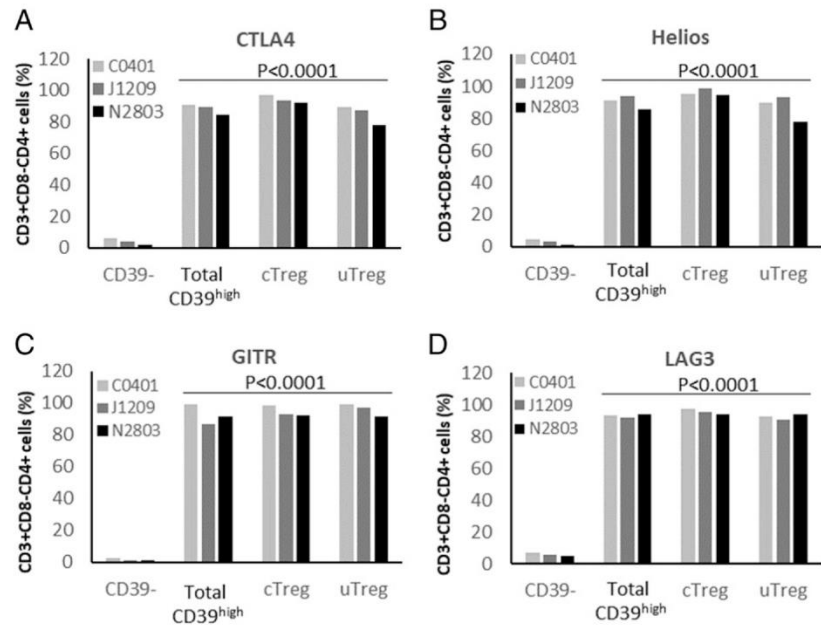 A
CTLA4
CD3+CD8-CD4+ cells (%)
120
100
80
60
40
20
0
C0401
J1209
N2803
P<0.0001
CD39-
Total CD39high
cTreg
uTreg
B
Helios
CD3+CD8-CD4+ cells (%)
120
100
80
60
40
20
0
C0401
J1209
N2803
P<0.0001
CD39-
Total CD39high
cTreg
uTreg
C
GITR
CD3+CD8-CD4+ cells (%)
120
100
80
60
40
20
0
C0401
J1209
N2803
P<0.0001
CD39-
Total CD39high
cTreg
uTreg
D
LAG3
CD3+CD8-CD4+ cells (%)
120
100
80
60
40
20
0
C0401
J1209
N2803
P<0.0001
CD39-
Total CD39high
cTreg
uTreg